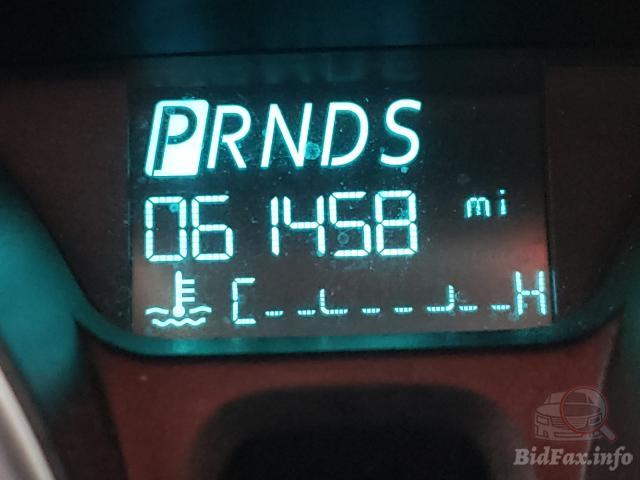 PRNDS
061458 mi
C H
BidFax.info